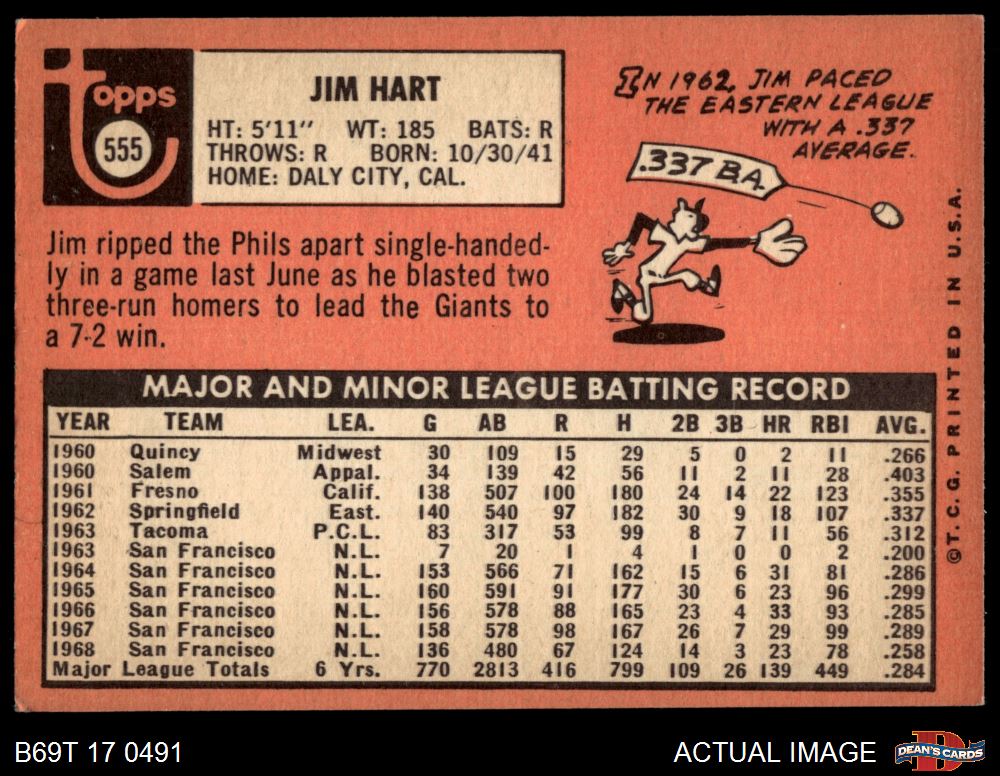 Topps
555
JIM HART
HT: 5'11" WT: 185 BATS: R
THROWS: R BORN: 10/30/41
HOME: DALY CITY, CAL.
IN 1962, JIM PACED
THE EASTERN LEAGUE
WITH A .337
AVERAGE.
.337 B.A.
Jim ripped the Phils apart single-handed-
ly in a game last June as he blasted two
three-run homers to lead the Giants to
a 7-2 win.
MAJOR AND MINOR LEAGUE BATTING RECORD
YEAR TEAM LEA. G AB R H 2B 3B HR RBI AVG.
1960 Quincy Midwest 30 109 15 29 5 0 2 11 .266
1960 Salem Appal. 34 139 42 56 11 2 11 28 .403
1961 Fresno Calif. 138 507 100 180 24 14 22 123 .355
1962 Springfield East. 140 540 97 182 30 9 18 107 .337
1963 Tacoma P.C.L. 83 317 53 99 8 7 11 56 .312
1963 San Francisco N.L. 7 20 1 4 1 0 0 2 .200
1964 San Francisco N.L. 153 566 71 162 15 6 31 81 .286
1965 San Francisco N.L. 160 591 91 177 30 6 23 96 .299
1966 San Francisco N.L. 156 578 88 165 23 4 33 93 .285
1967 San Francisco N.L. 158 578 98 167 26 7 29 99 .289
1968 San Francisco N.L. 136 480 67 124 14 3 23 78 .258
Major League Totals 6 Yrs. 770 2813 416 799 109 26 139 449 .284
©T.C.G. PRINTED IN U.S.A.
B69T 17 0491
ACTUAL IMAGE
D
DEAN'S CARDS